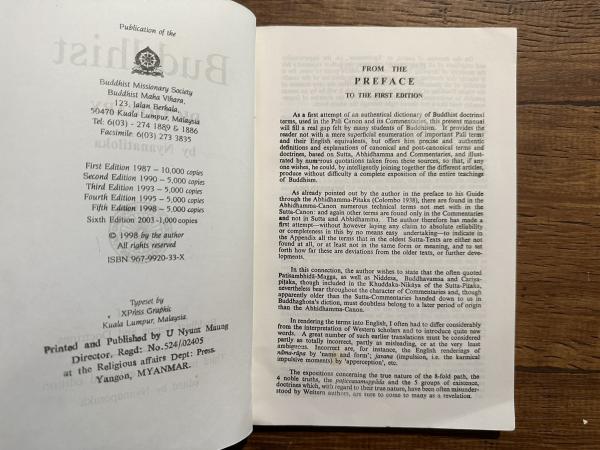 Publication of the
Buddhist Missionary Society
Buddhist Maha Vihara,
123, Jalan Berhala,
50470 Kuala Lumpur, Malaysia
Tel: 6(03) - 274 1889 & 1886
Facsimile: 6(03) 273 3835
First Edition 1987 – 10,000 copies
Second Edition 1990 – 5,000 copies
Third Edition 1993 – 5,000 copies
Fourth Edition 1995 – 5,000 copies
Fifth Edition 1998 – 5,000 copies
Sixth Edition 2003 -1,000 copies
© 1998 by the author
All rights reserved
ISBN 967-9920-33-X
Typeset by
XPress Graphic
Kuala Lumpur, Malaysia
Printed and Published by U Nyunt Maung
Director, Regd: No.524/02405
at the Religious affairs Dept: Press.
Yangon, MYANMAR.
FROM THE
PREFACE
TO THE FIRST EDITION
As a first attempt of an authentical dictionary of Buddhist doctrinal
terms, used in the Pāli Canon and its Commentaries, this present manual
will fill a real gap felt by many students of Buddhism. It provides the
reader not with a mere superficial enumeration of important Pali terms
and their English equivalents, but offers him precise and authentic
definitions and explanations of canonical and post-canonical terms and
doctrines, based on Sutta, Abhidhamma and Commentaries, and illust-
rated by numerous quotations taken from these sources, so that, if any
one wishes, he could, by intelligently joining together the different articles,
produce without difficulty a complete exposition of the entire teachings
of Buddhism.
As already pointed out by the author in the preface to his Guide
through the Abhidhamma-Pitaka (Colombo 1938), there are found in the
Abhidhamma-Canon numerous technical terms not met with in the
Sutta-Canon; and again other terms are found only in the Commentaries
and not in Sutta and Abhidhamma. The author therefore has made a
first attempt—without however laying any claim to absolute reliability
or completeness in this by no means easy undertaking—to indicate in
the Appendix all the terms that in the oldest Sutta-Texts are either not
found at all, or at least not in the same form or meaning, and to set
forth how far these are deviations from the older texts, or further deve-
lopments.
In this connection, the author wishes to state that the often quoted
Patisambhidā-Magga, as well as Niddesa, Buddhavamsa and Cariya-
pitaka, though included in the Khuddaka-Nikāya of the Sutta-Pitaka,
nevertheless bear throughout the character of Commentaries and, though
apparently older than the Sutta-Commentaries handed down to us in
Buddhaghosa's diction, must doubtless belong to a later period of origin
than the Abhidhamma-Canon.
In rendering the terms into English, I often had to differ considerably
from the interpretation of Western scholars and to introduce quite new
words. A great number of such earlier translations must be considered
partly as totally incorrect, partly as misleading, or at the very least
ambiguous. Incorrect are, for instance, the English renderings of
nāma-rūpa by 'name and form'; javana (impulsion, i.e. the karmical
impulsive moments) by 'apperception', etc.
The expositions concerning the true nature of the 8-fold path, the
4 noble truths, the paticcasamuppāda and the 5 groups of existence,
doctrines which, with regard to their true nature, have been often misunder-
stood by Western authors, are sure to come to many as a revelation.